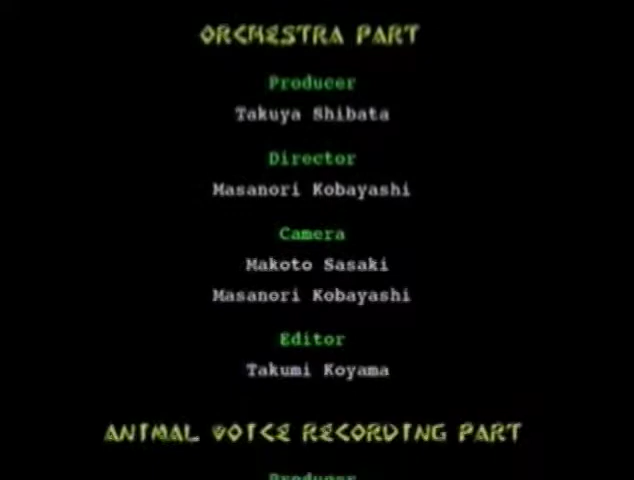 ORCHESTRA PART
Producer
Takuya Shibata
Director
Masanori Kobayashi
Camera
Makoto Sasaki
Masanori Kobayashi
Editor
Takumi Koyama
ANIMAL VOICE RECORDING PART
Producer